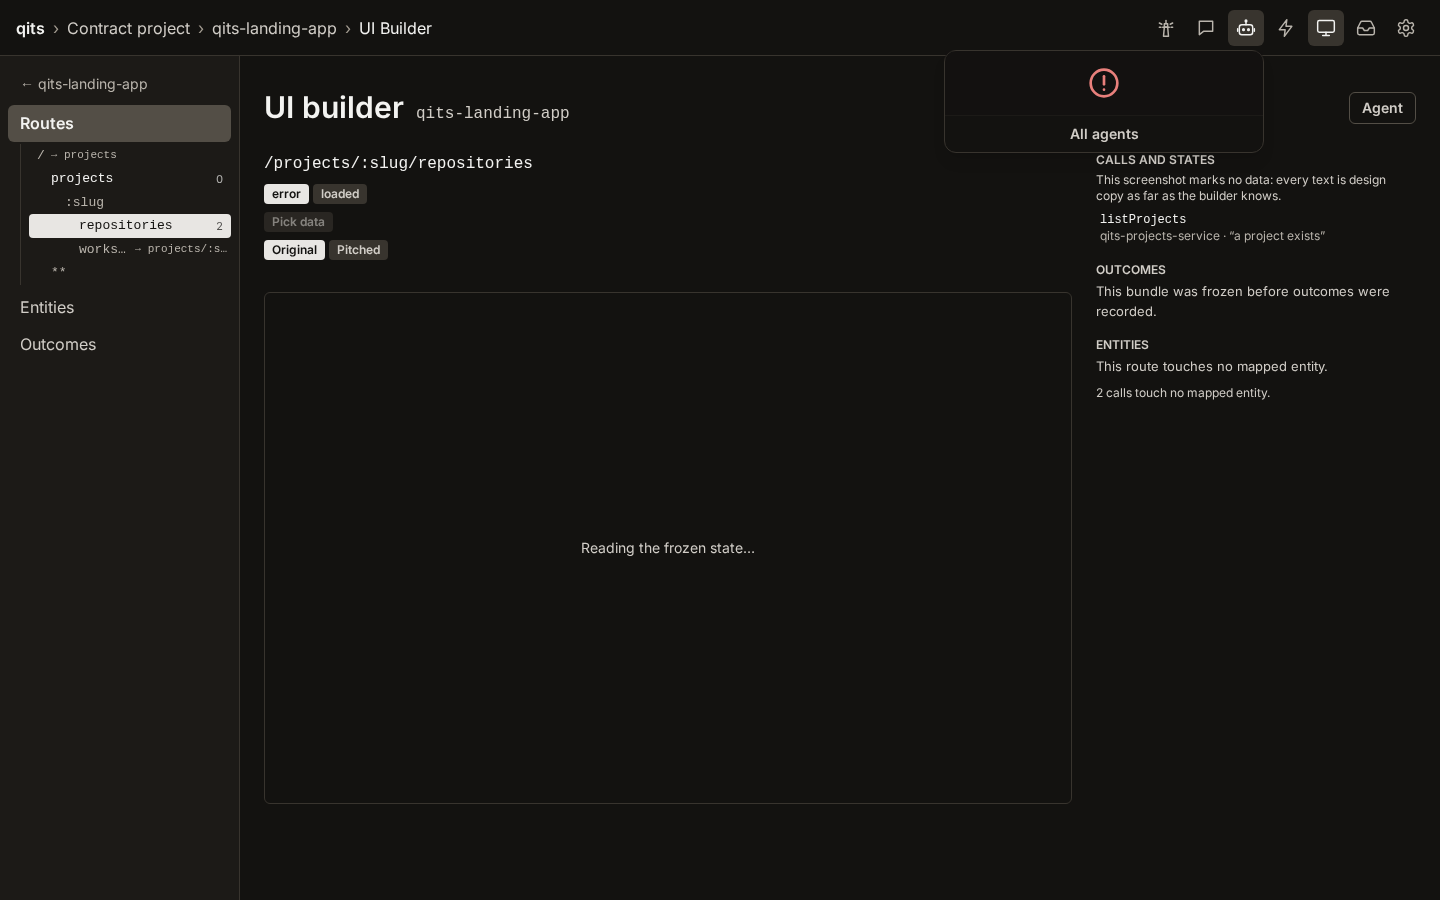 qits › Contract project › qits-landing-app › UI Builder
← qits-landing-app
Routes
/ → projects
projects 0
:slug
repositories 2
works… → projects/:s…
**
Entities
Outcomes
UI builder qits-landing-app
/projects/:slug/repositories
error loaded
Pick data
Original Pitched
Reading the frozen state…
All agents
Agent
CALLS AND STATES
This screenshot marks no data: every text is design
copy as far as the builder knows.
listProjects
qits-projects-service · “a project exists”
OUTCOMES
This bundle was frozen before outcomes were
recorded.
ENTITIES
This route touches no mapped entity.
2 calls touch no mapped entity.